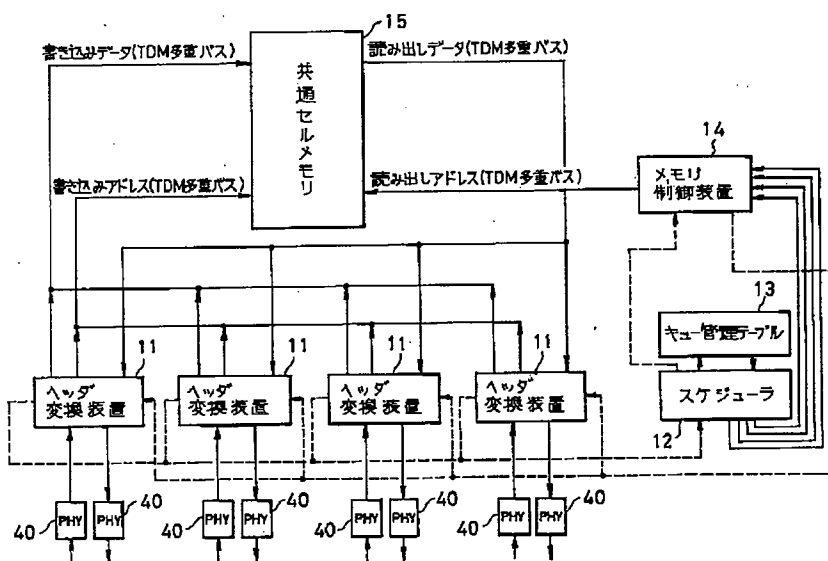 15
書き込みデータ(TDM多重バス)
読み出しデータ(TDM多重バス)
共通セルメモリ
14
書き込みアドレス(TDM多重バス)
読み出しアドレス(TDM多重バス)
メモリ
制御装置
13
キュー管理テーブル
11
11
11
11
ヘッダ
変換装置
ヘッダ
変換装置
ヘッダ
変換装置
ヘッダ
変換装置
スケジューラ
12
40
PHY
PHY
40
40
PHY
PHY
40
40
PHY
PHY
40
40
PHY
PHY
40